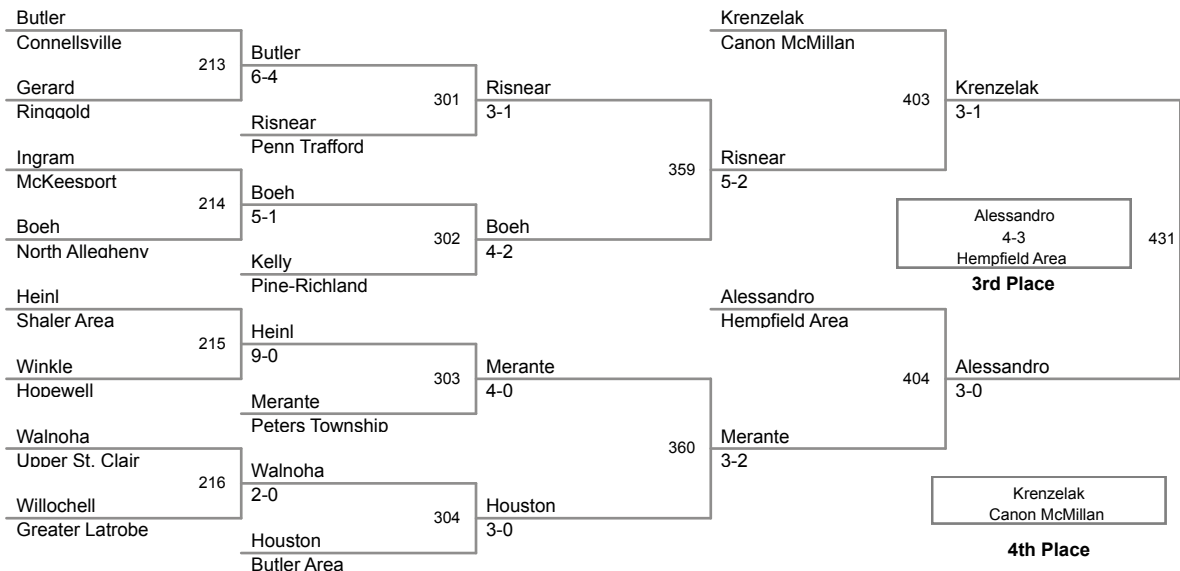 Butler
Connellsville
213
Gerard
Ringgold
Butler
6-4
301
Risnear
Penn Trafford
Ingram
McKeesport
214
Boeh
North Allegheny
Boeh
5-1
302
Kelly
Pine-Richland
Heinl
Shaler Area
215
Winkle
Hopewell
Heinl
9-0
303
Merante
Peters Township
Walnoha
Upper St. Clair
216
Willochell
Greater Latrobe
Walnoha
2-0
304
Houston
Butler Area
Risnear
3-1
359
Boeh
4-2
Merante
4-0
360
Houston
3-0
Krenzelak
Canon McMillan
403
Risnear
5-2
Alessandro
Hempfield Area
404
Merante
3-2
Krenzelak
3-1
431
Alessandro
3-0
Alessandro
4-3
Hempfield Area
3rd Place
Krenzelak
Canon McMillan
4th Place